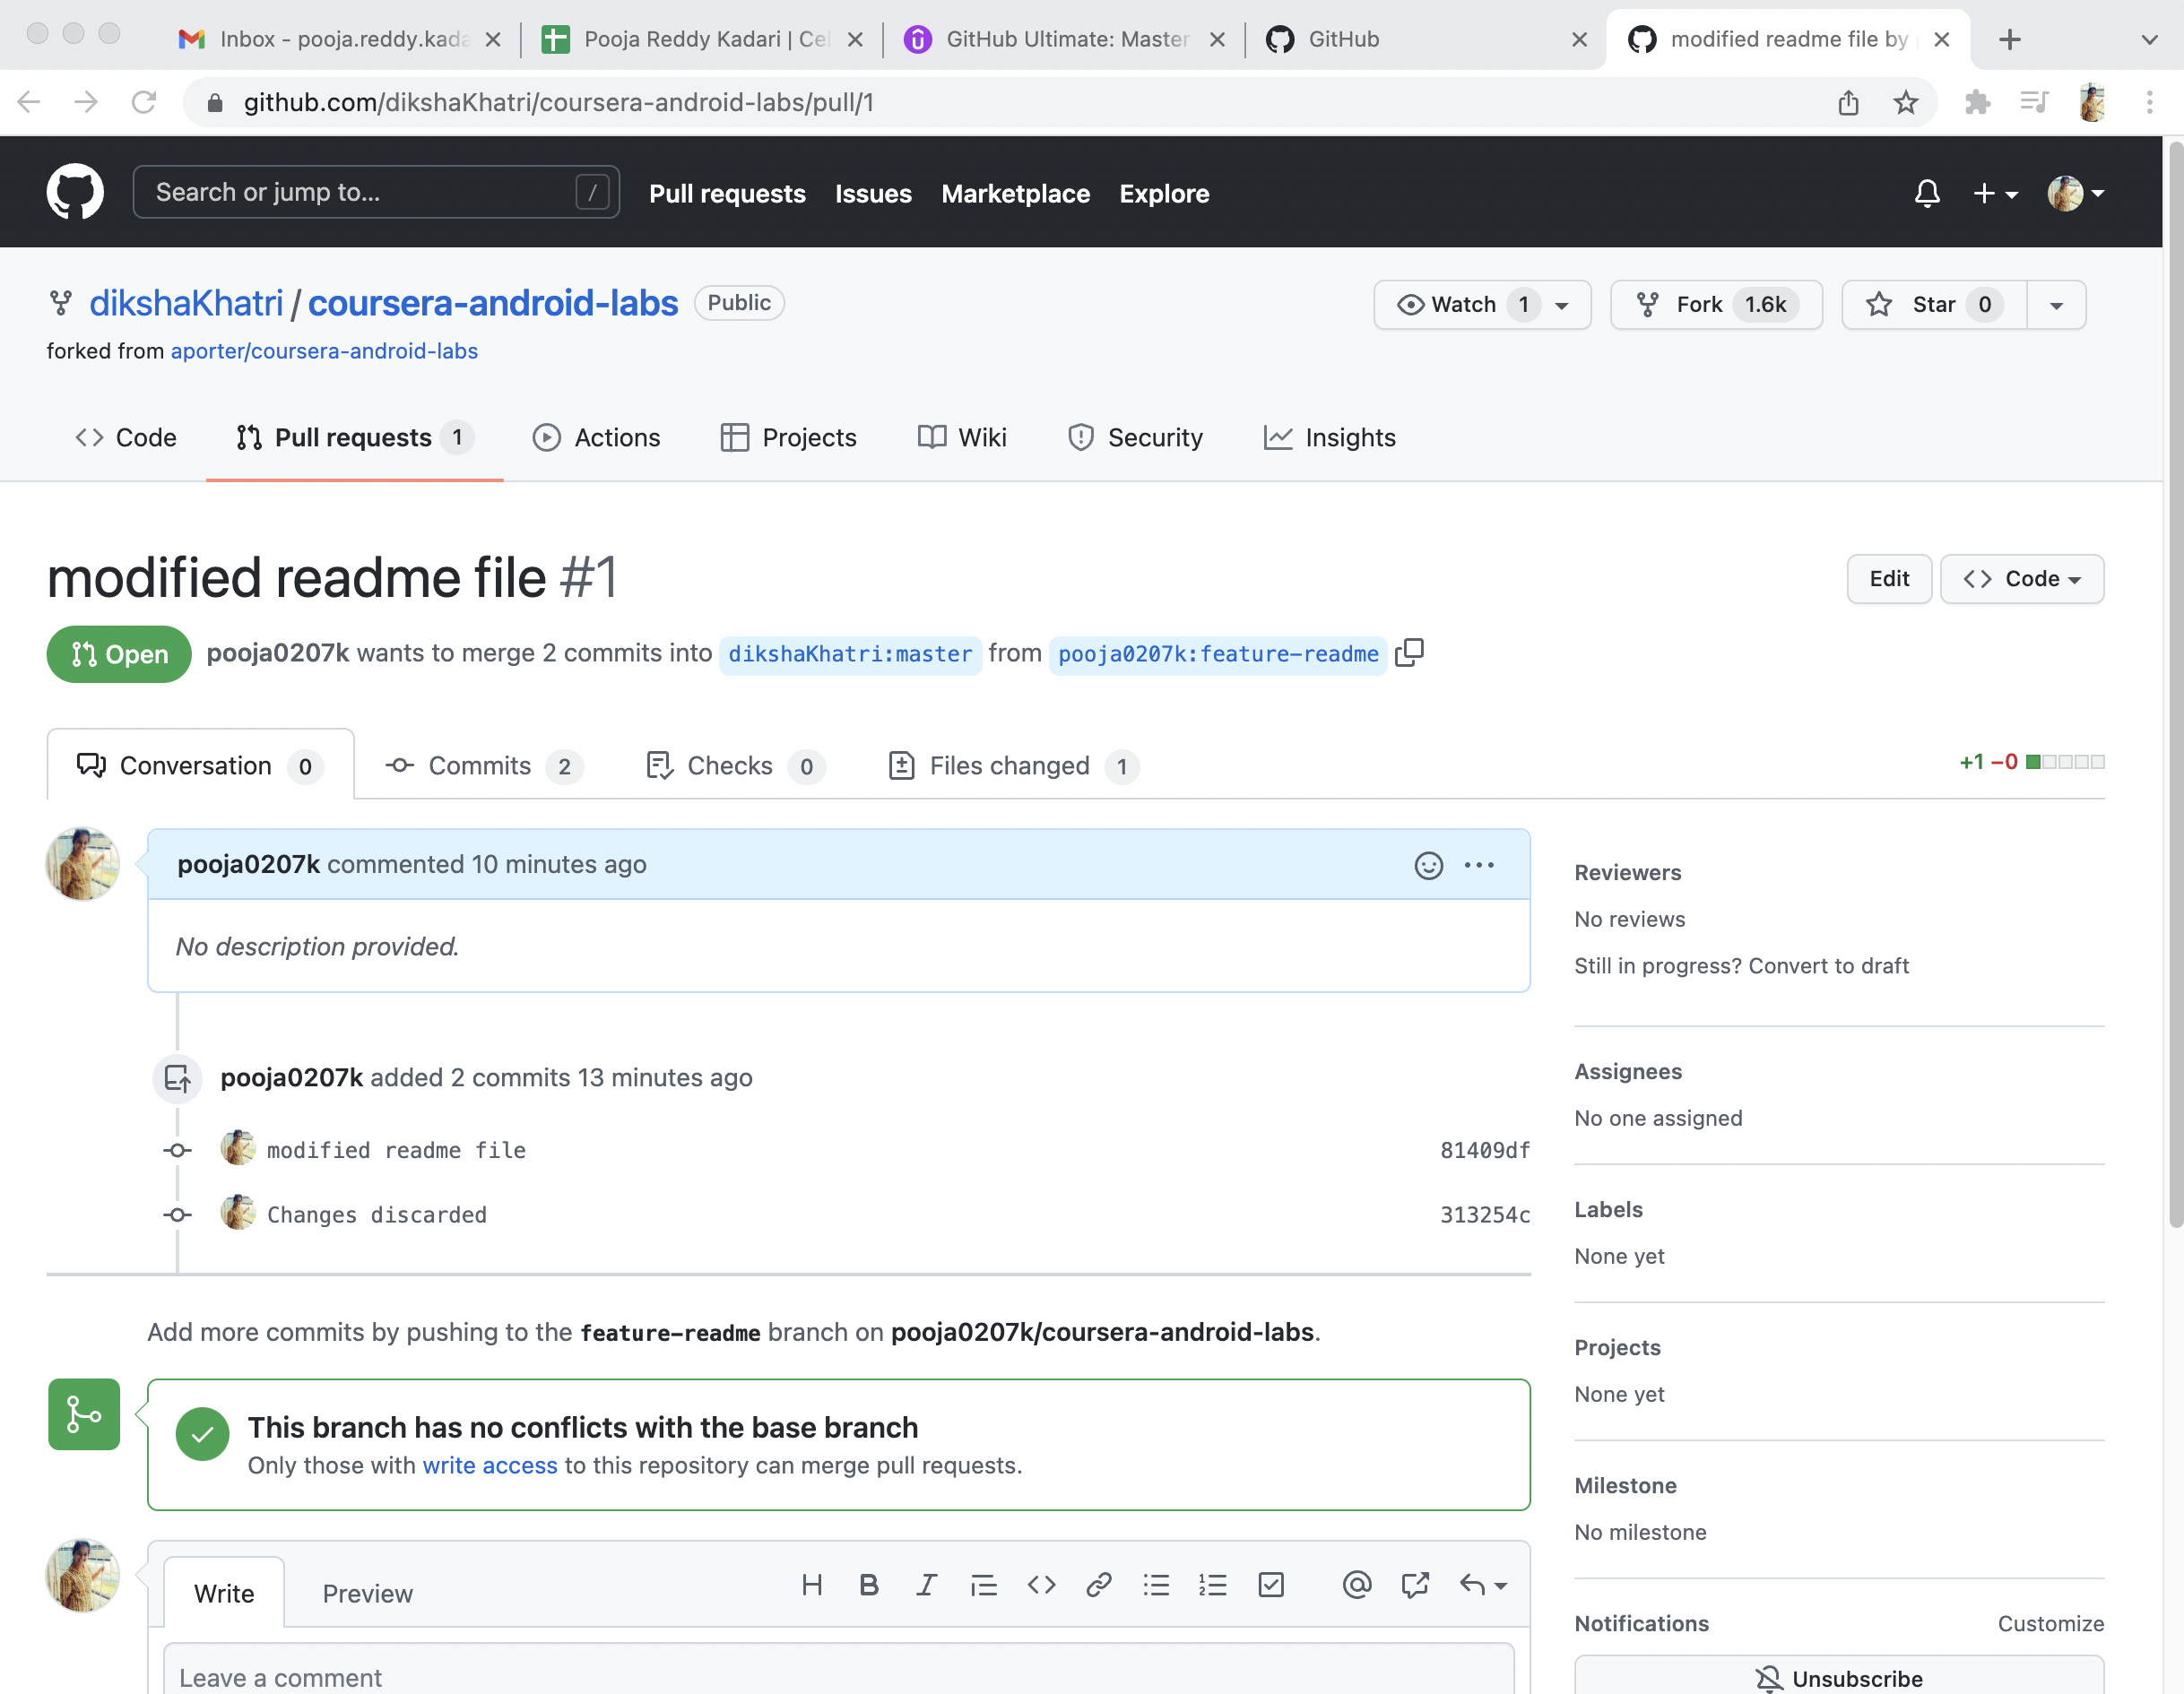 Inbox - pooja.reddy.kada
Pooja Reddy Kadari | Cel
GitHub Ultimate: Master
GitHub
modified readme file by
github.com/dikshaKhatri/coursera-android-labs/pull/1
Search or jump to... /
Pull requests Issues Marketplace Explore
dikshaKhatri / coursera-android-labs Public
Watch 1 Fork 1.6k Star 0
forked from aporter/coursera-android-labs
Code Pull requests 1 Actions Projects Wiki Security Insights
modified readme file #1
Edit Code
Open pooja0207k wants to merge 2 commits into dikshaKhatri:master from pooja0207k:feature-readme
Conversation 0 Commits 2 Checks 0 Files changed 1
+1 −0
pooja0207k commented 10 minutes ago
No description provided.
pooja0207k added 2 commits 13 minutes ago
modified readme file 81409df
Changes discarded 313254c
Add more commits by pushing to the feature-readme branch on pooja0207k/coursera-android-labs.
This branch has no conflicts with the base branch
Only those with write access to this repository can merge pull requests.
Write Preview
Leave a comment
Reviewers
No reviews
Still in progress? Convert to draft
Assignees
No one assigned
Labels
None yet
Projects
None yet
Milestone
No milestone
Notifications Customize
Unsubscribe